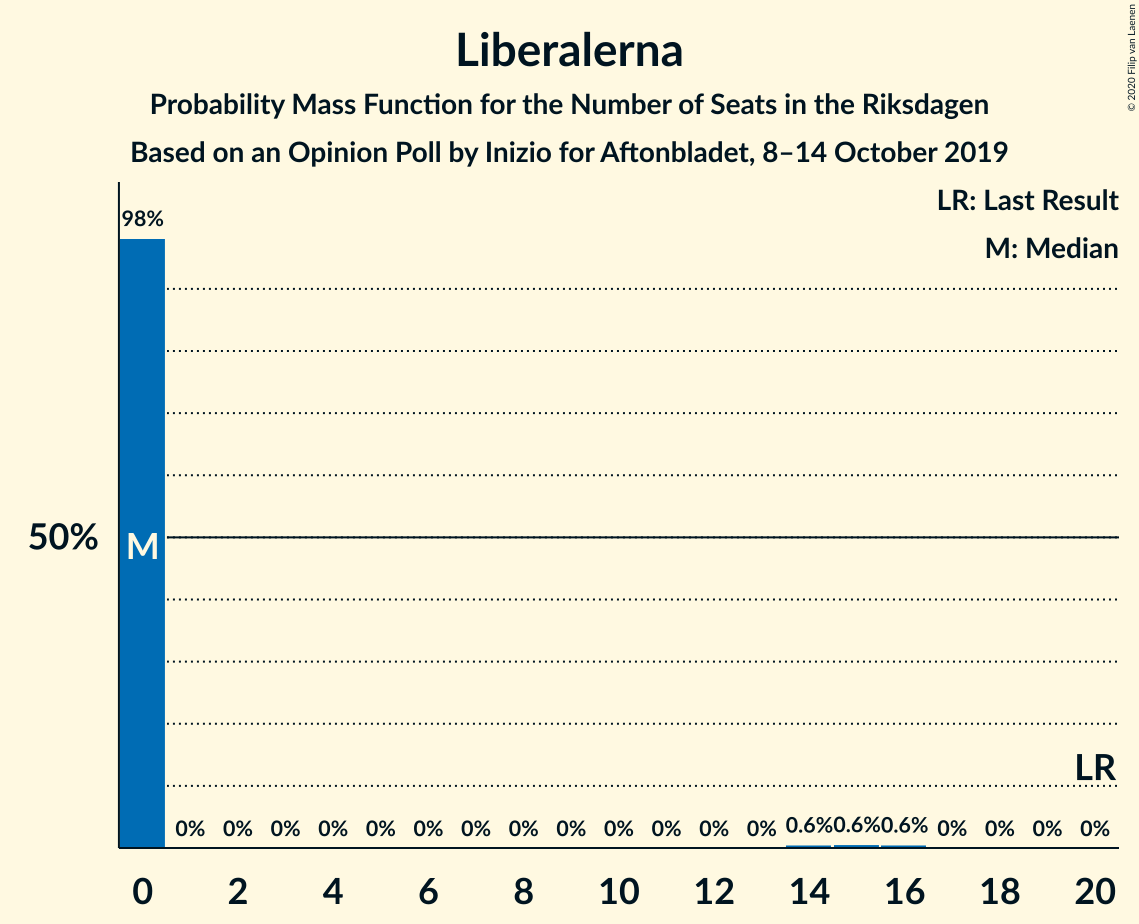 Liberalerna
Probability Mass Function for the Number of Seats in the Riksdagen
Based on an Opinion Poll by Inizio for Aftonbladet, 8–14 October 2019
© 2020 Filip van Laenen
LR: Last Result
M: Median
98%
50%
M
LR
0% 0% 0% 0% 0% 0% 0% 0% 0% 0% 0% 0% 0% 0.6% 0.6% 0.6% 0% 0% 0% 0%
0 2 4 6 8 10 12 14 16 18 20